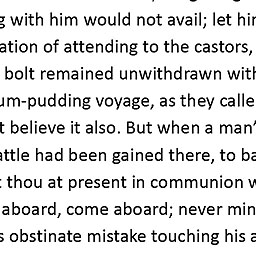 g with him would not avail; let hi
ation of attending to the castors,
bolt remained unwithdrawn with
um-pudding voyage, as they calle
t believe it also. But when a man'
attle had been gained there, to ba
t thou at present in communion w
aboard, come aboard; never min
s obstinate mistake touching his a